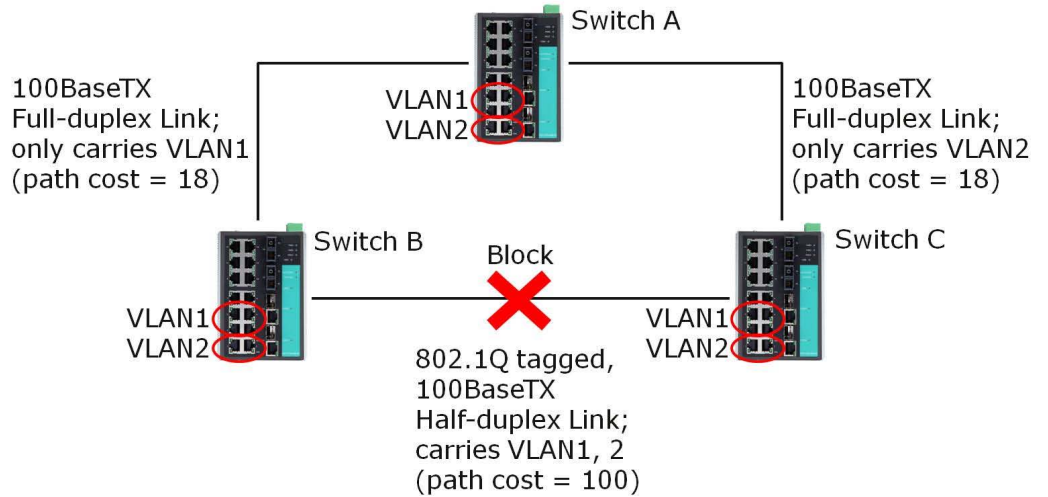 Switch A
100BaseTX
Full-duplex Link;
only carries VLAN1
(path cost = 18)
VLAN1
VLAN2
100BaseTX
Full-duplex Link;
only carries VLAN2
(path cost = 18)
Switch B
Block
Switch C
VLAN1
VLAN2
VLAN1
VLAN2
802.1Q tagged,
100BaseTX
Half-duplex Link;
carries VLAN1, 2
(path cost = 100)